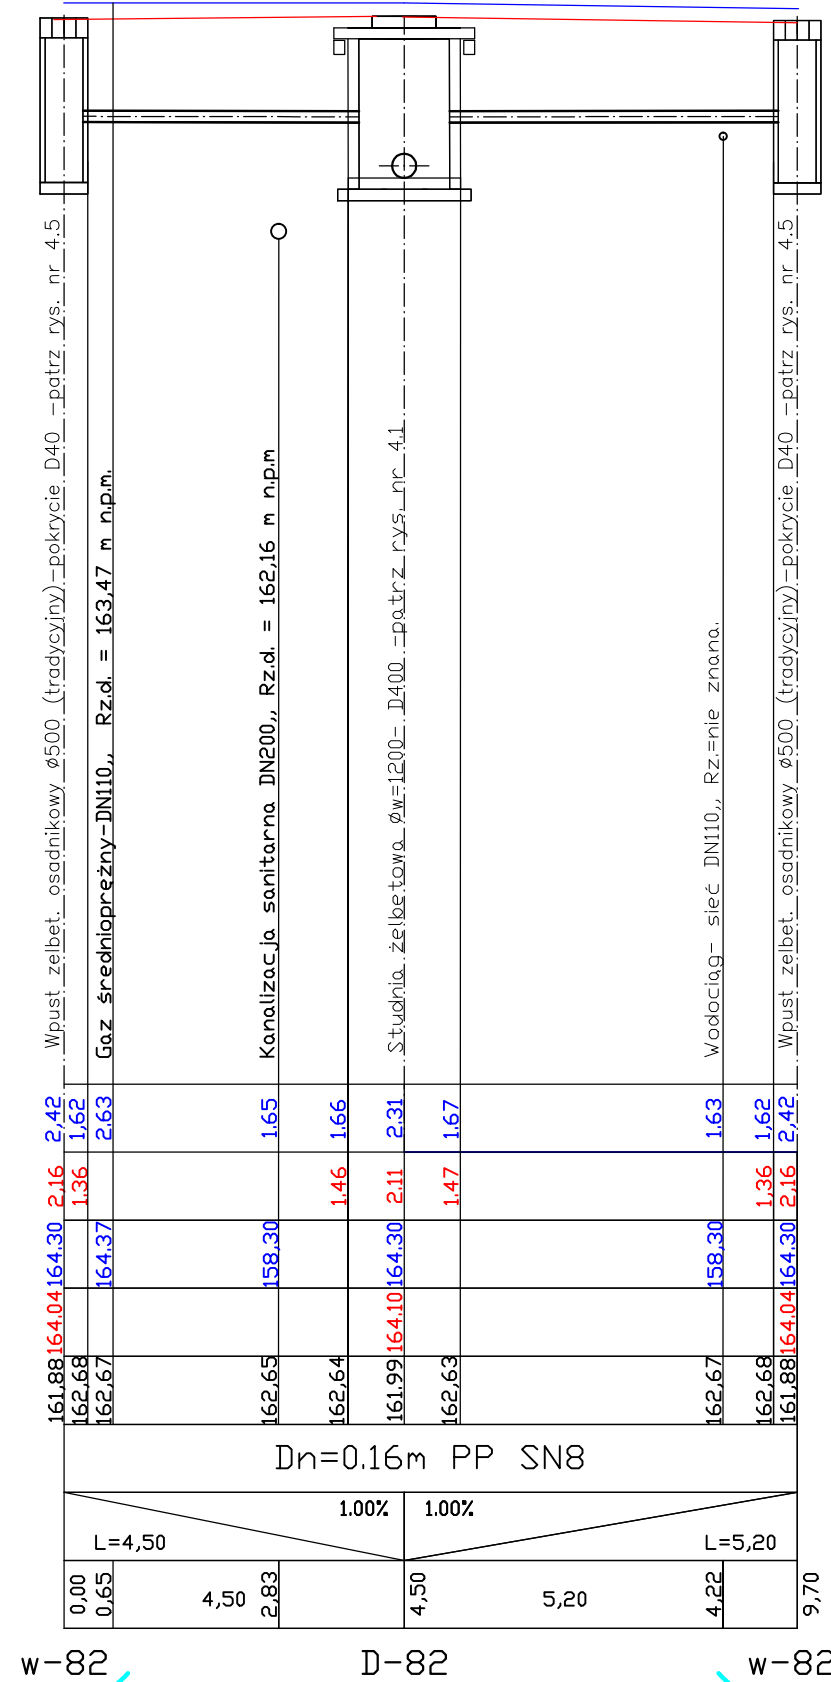 Wpust zelbet. osadnikowy ø500 (tradycyjny)-pokrycie D40 -patrz rys. nr 4.5
Gaz średnioprężny-DN110,, Rz.d. = 163,47 m n.p.m.
Kanalizacja sanitarna DN200,, Rz.d. = 162,16 m n.p.m
Studnia żelbetowa Øw=1200- D400 -patrz rys. nr 4.1
Wodociąg- sieć DN110,, Rz.=nie znana.
Wpust zelbet. osadnikowy ø500 (tradycyjny)-pokrycie D40 -patrz rys. nr 4.5
2,42 1,62 2.63 1.65 1.66 2.31 1.67 1.63 1,62 2,42
2,16 1,36 1.46 2.11 1.47 1,36 2,16
164.30 164.37 158,30 164.30 158,30 164.30
164.04 164.10 164.04
161,88 162,68 162,67 162,65 162,64 161.99 162,63 162,67 162,68 161,88
Dn=0.16m PP SN8
1.00% 1.00%
L=4,50 L=5,20
0,00 0,65 4,50 2,83 4,50 5,20 4,22 9,70
w-82 D-82 w-82